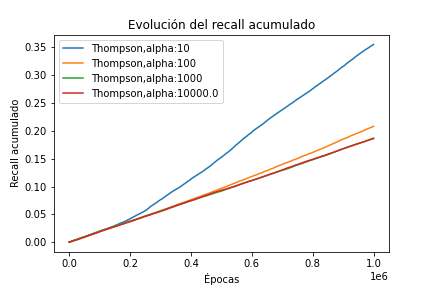 Evolución del recall acumulado
Thompson,alpha:10
Thompson,alpha:100
Thompson,alpha:1000
Thompson,alpha:10000.0
Recall acumulado
0.35
0.30
0.25
0.20
0.15
0.10
0.05
0.00
0.0 0.2 0.4 0.6 0.8 1.0
1e6
Épocas